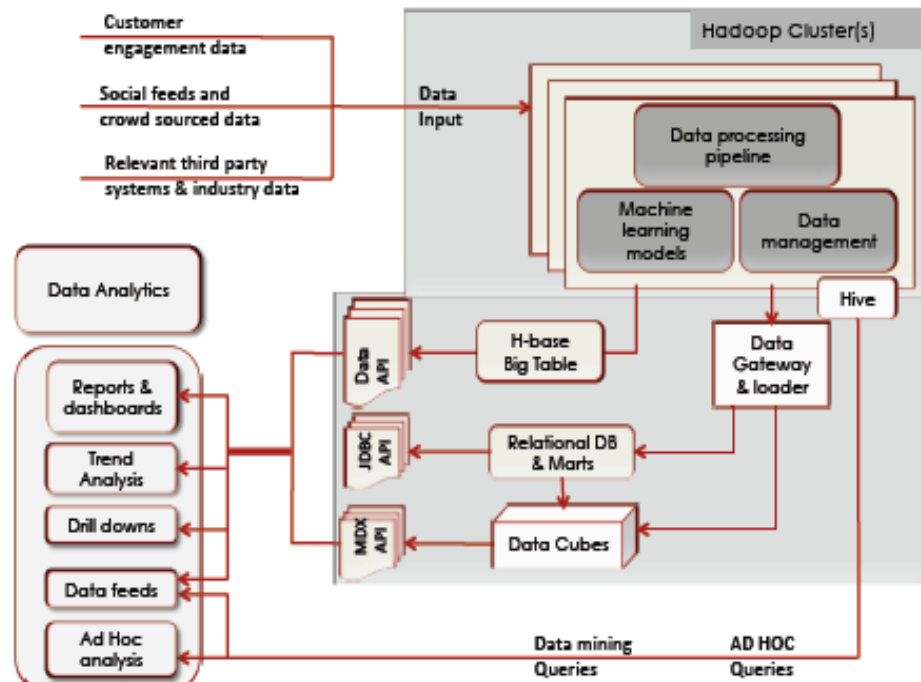 Customer
engagement data
Hadoop Cluster(s)
Social feeds and
crowd sourced data
Data
Input
Relevant third party
systems & industry data
Data processing
pipeline
Machine
learning
models
Data
management
Hive
Data Analytics
Data
API
H-base
Big Table
Data
Gateway
& loader
Reports &
dashboards
JDBC
API
Relational DB
& Marts
Trend
Analysis
Drill downs
MDX
API
Data Cubes
Data feeds
Ad Hoc
analysis
Data mining
Queries
AD HOC
Queries